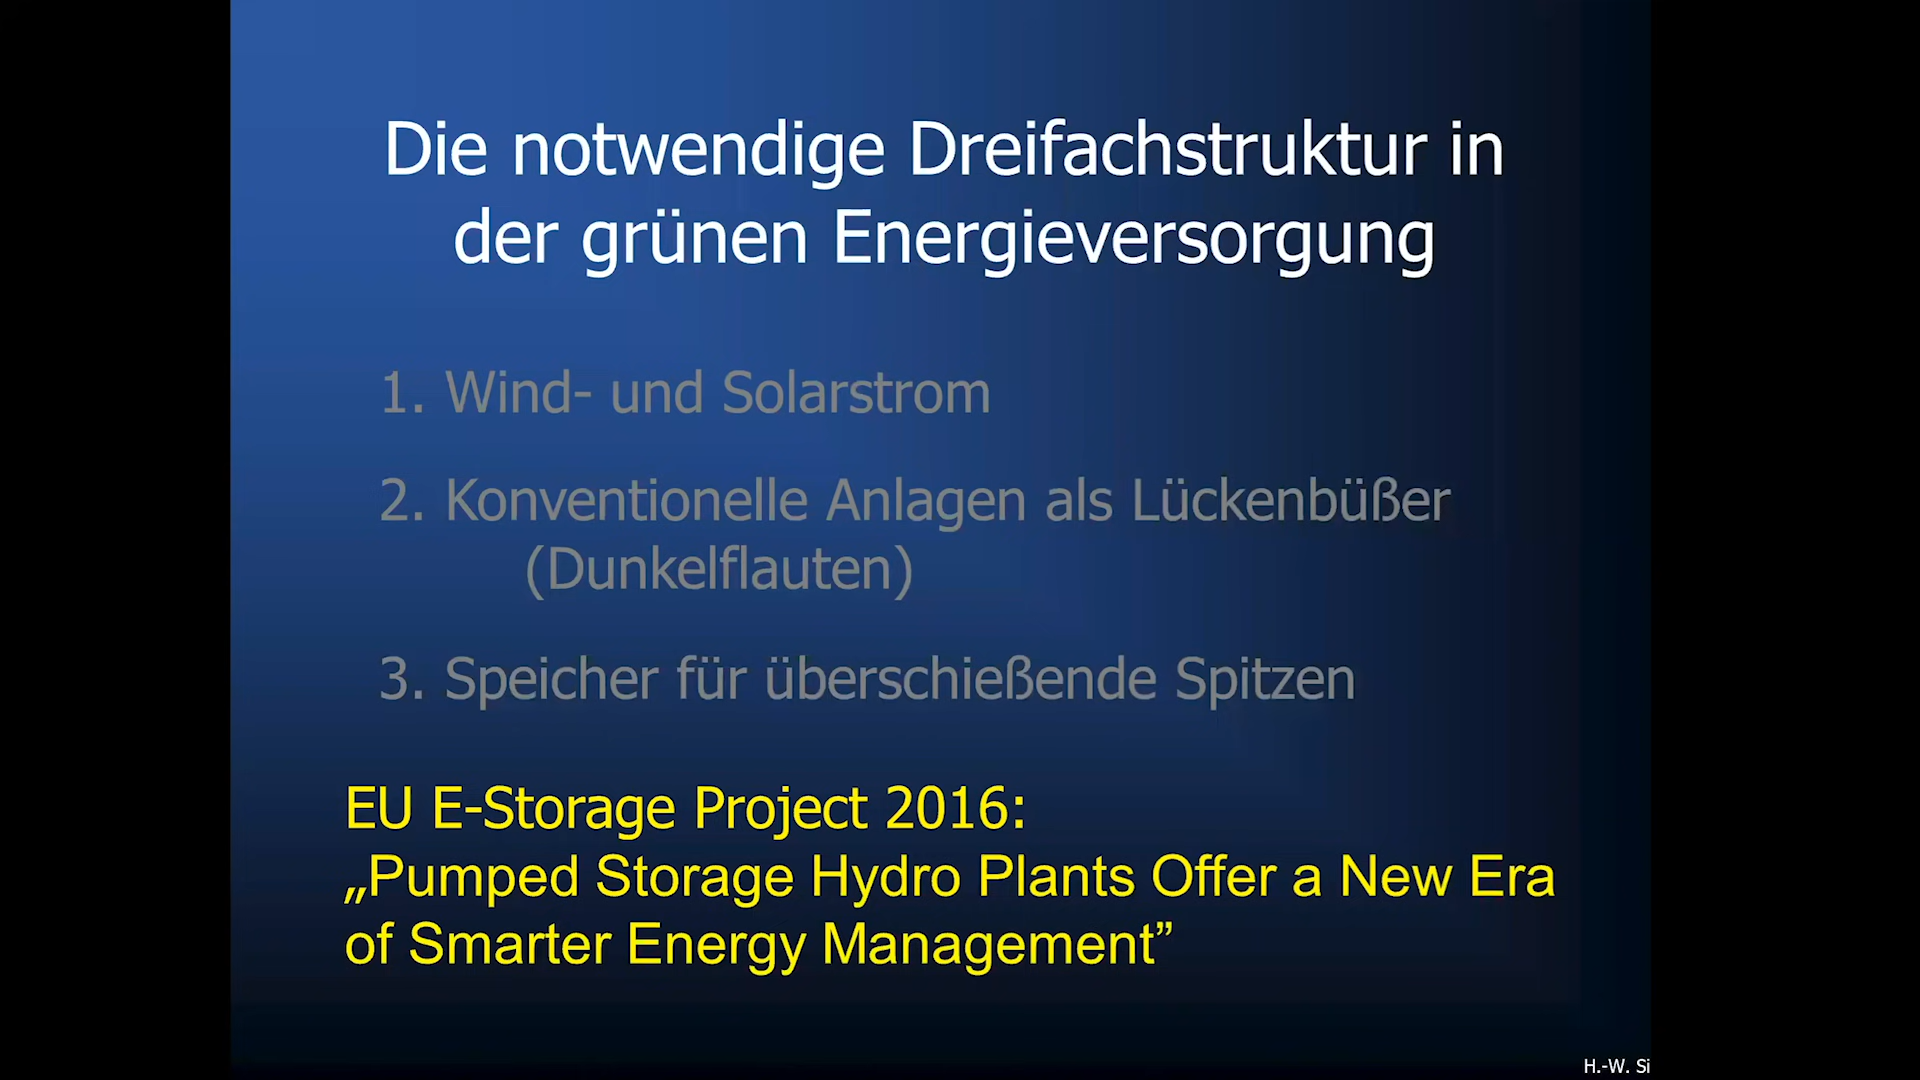 Die notwendige Dreifachstruktur in
der grünen Energieversorgung
1. Wind- und Solarstrom
2. Konventionelle Anlagen als Lückenbüßer
(Dunkelflauten)
3. Speicher für überschießende Spitzen
EU E-Storage Project 2016:
„Pumped Storage Hydro Plants Offer a New Era
of Smarter Energy Management”
H.-W. Si